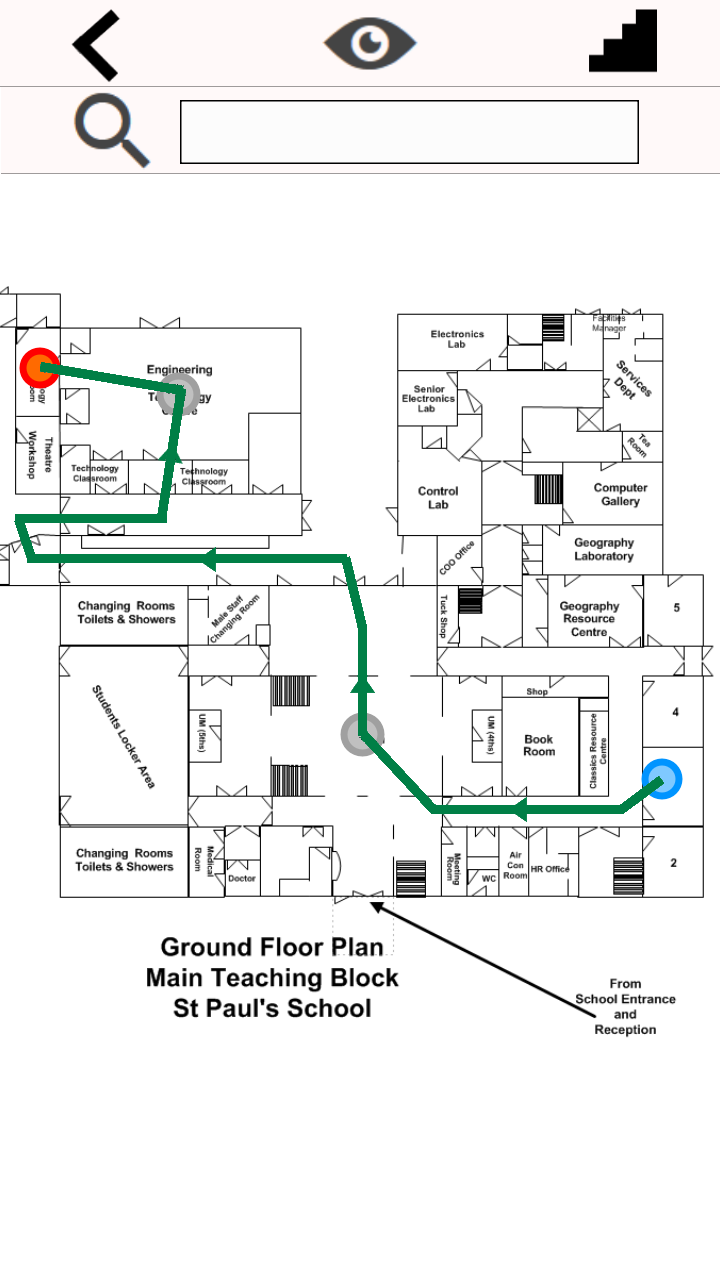 Electronics
Lab
Facilities
Manager
Services
Dept
Engineering
Senior
Electronics
Lab
Tea
Room
Theatre
Workshop
Technology
Classroom
Technology
Classroom
Control
Lab
Computer
Gallery
COO Office
Geography
Laboratory
Changing Rooms
Toilets & Showers
Male Staff
Changing Room
Tuck Shop
Geography
Resource
Centre
5
Students Locker Area
UM (5ths)
UM (4ths)
Shop
Book
Room
Classics Resource
Centre
4
Changing Rooms
Toilets & Showers
Medical
Room
Doctor
Meeting
Room
WC
Air
Con
Room
HR Office
2
Ground Floor Plan
Main Teaching Block
St Paul's School
From
School Entrance
and
Reception